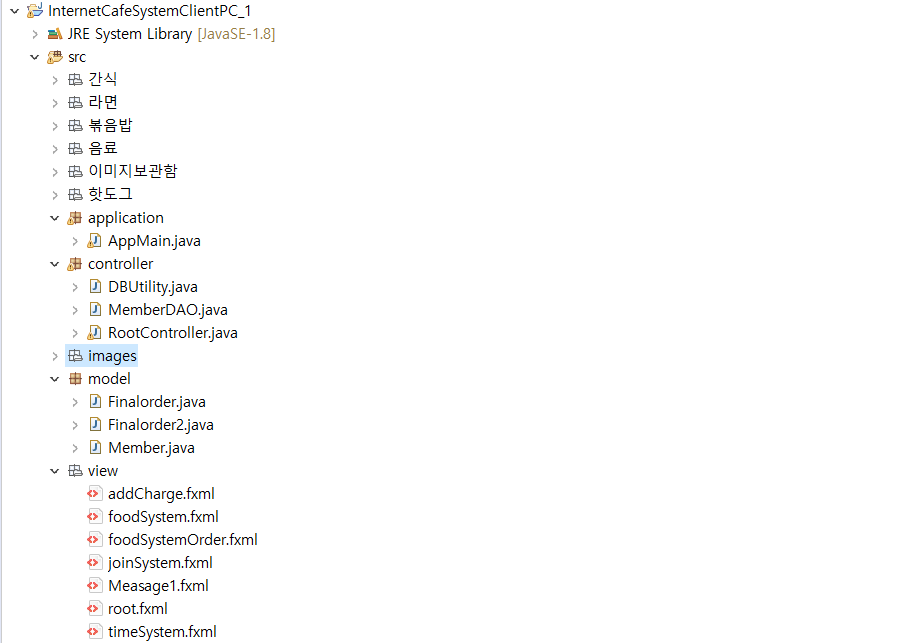 InternetCafeSystemClientPC_1
JRE System Library [JavaSE-1.8]
src
간식
라면
볶음밥
음료
이미지보관함
핫도그
application
AppMain.java
controller
DBUtility.java
MemberDAO.java
RootController.java
images
model
Finalorder.java
Finalorder2.java
Member.java
view
addCharge.fxml
foodSystem.fxml
foodSystemOrder.fxml
joinSystem.fxml
Measage1.fxml
root.fxml
timeSystem.fxml